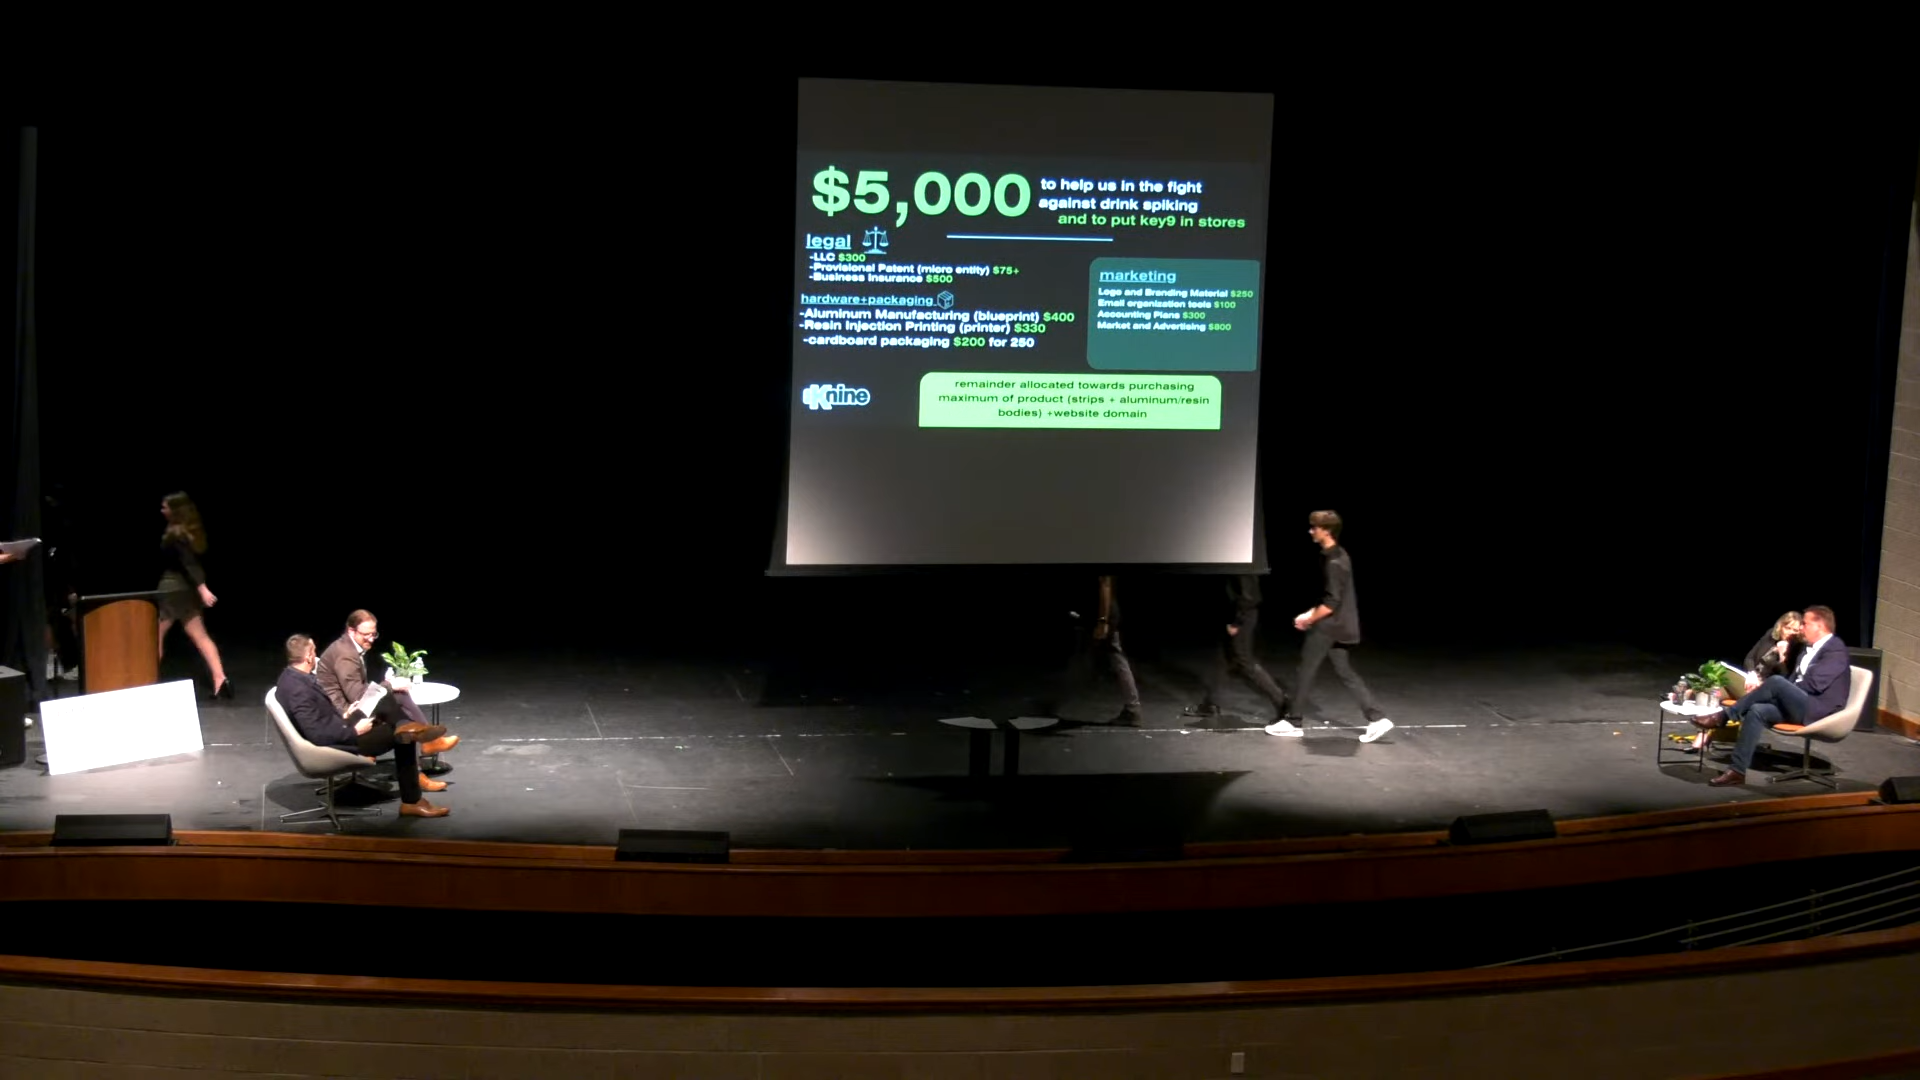 $5,000
to help us in the fight
against drink spiking
and to put key9 in stores
legal
-LLC $300
-Provisional Patent (micro entity) $75+
-Business Insurance $500
hardware+packaging
-Aluminum Manufacturing (blueprint) $400
-Resin Injection Printing (printer) $330
-cardboard packaging $200 for 250
marketing
Logo and Branding Material $250
Email organization tools $100
Accounting Plans $300
Market and Advertising $800
Knine
remainder allocated towards purchasing
maximum of product (strips + aluminum/resin
bodies) +website domain